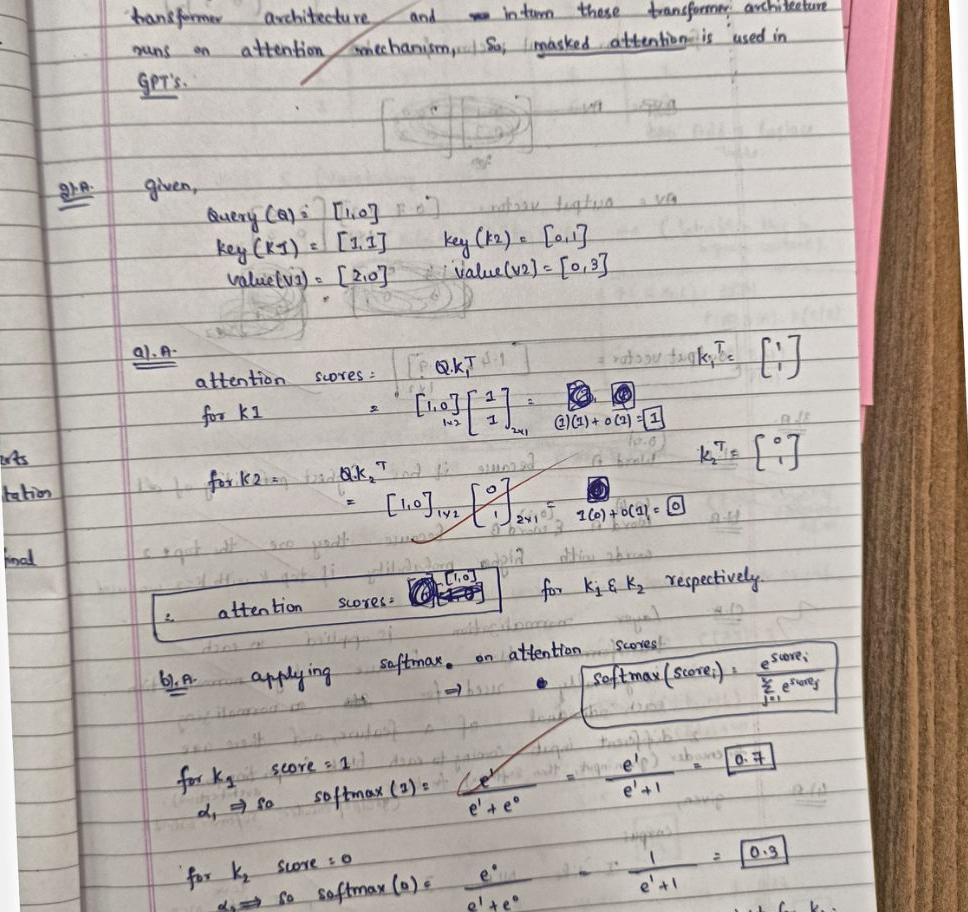 transformer architecture and in turn these transformer architecture
runs on attention mechanism, So, masked attention is used in
GPT's.
9).A. given,
Query (Q) = [1,0]
key (K1) = [1,1] key (K2) = [0,1]
value(V1) = [2,0] value(V2) = [0,3]
a).A.
attention scores = Q.K₁ᵀ K₁ᵀ = [1 1]
for K1 = [1,0]1x2 [1 1]2x1 = (1)(1) + 0(1) = 1
for K2 = Q.K₂ᵀ K₂ᵀ = [0 1]
= [1,0]1x2 [0 1]2x1 = 1(0) + 0(1) = 0
∴ attention scores = [1,0] for K1 & K2 respectively
b).A. applying softmax on attention scores
⇒ softmax(scoreᵢ) = e^scoreᵢ / Σ j=1 e^scoreⱼ
for K1 score = 1
α₁ ⇒ so softmax (1) = e¹ / e¹ + e⁰ = e¹ / e¹ + 1 = 0.7
for K2 score = 0
α₂ ⇒ so softmax (0) = e⁰ / e¹ + e⁰ = 1 / e¹ + 1 = 0.3